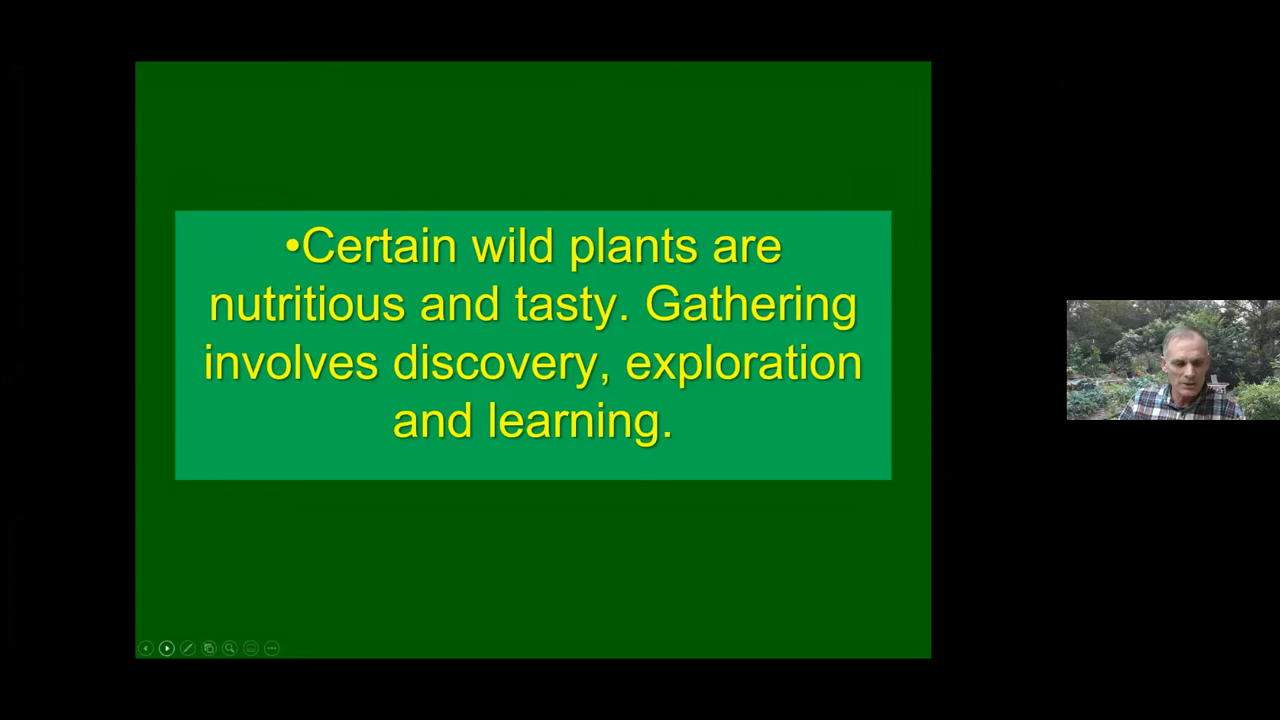 •Certain wild plants are
nutritious and tasty. Gathering
involves discovery, exploration
and learning.